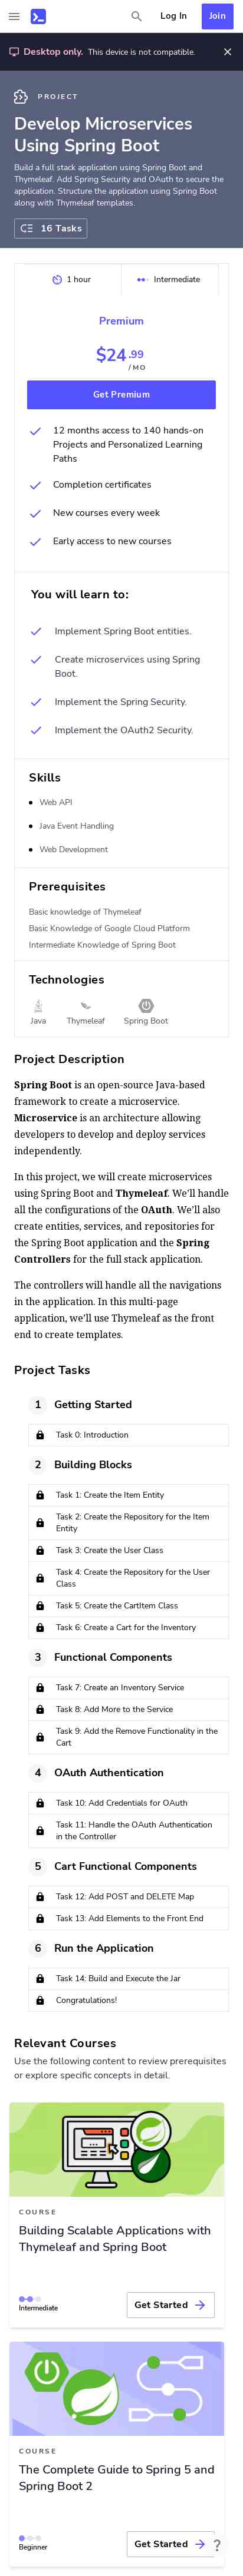 Log In
Join
Desktop only. This device is not compatible.
PROJECT
Develop Microservices
Using Spring Boot
Build a full stack application using Spring Boot and
Thymeleaf. Add Spring Security and OAuth to secure the
application. Structure the application using Spring Boot
along with Thymeleaf templates.
16 Tasks
1 hour
Intermediate
Premium
$24.99
/ MO
Get Premium
12 months access to 140 hands-on
Projects and Personalized Learning
Paths
Completion certificates
New courses every week
Early access to new courses
You will learn to:
Implement Spring Boot entities.
Create microservices using Spring
Boot.
Implement the Spring Security.
Implement the OAuth2 Security.
Skills
Web API
Java Event Handling
Web Development
Prerequisites
Basic knowledge of Thymeleaf
Basic Knowledge of Google Cloud Platform
Intermediate Knowledge of Spring Boot
Technologies
Java
Thymeleaf
Spring Boot
Project Description
Spring Boot is an open-source Java-based
framework to create a microservice.
Microservice is an architecture allowing
developers to develop and deploy services
independently.
In this project, we will create microservices
using Spring Boot and Thymeleaf. We’ll handle
all the configurations of the OAuth. We’ll also
create entities, services, and repositories for
the Spring Boot application and the Spring
Controllers for the full stack application.
The controllers will handle all the navigations
in the application. In this multi-page
application, we’ll use Thymeleaf as the front
end to create templates.
Project Tasks
1 Getting Started
Task 0: Introduction
2 Building Blocks
Task 1: Create the Item Entity
Task 2: Create the Repository for the Item
Entity
Task 3: Create the User Class
Task 4: Create the Repository for the User
Class
Task 5: Create the CartItem Class
Task 6: Create a Cart for the Inventory
3 Functional Components
Task 7: Create an Inventory Service
Task 8: Add More to the Service
Task 9: Add the Remove Functionality in the
Cart
4 OAuth Authentication
Task 10: Add Credentials for OAuth
Task 11: Handle the OAuth Authentication
in the Controller
5 Cart Functional Components
Task 12: Add POST and DELETE Map
Task 13: Add Elements to the Front End
6 Run the Application
Task 14: Build and Execute the Jar
Congratulations!
Relevant Courses
Use the following content to review prerequisites
or explore specific concepts in detail.
COURSE
Building Scalable Applications with
Thymeleaf and Spring Boot
Intermediate
Get Started
COURSE
The Complete Guide to Spring 5 and
Spring Boot 2
Beginner
Get Started
?